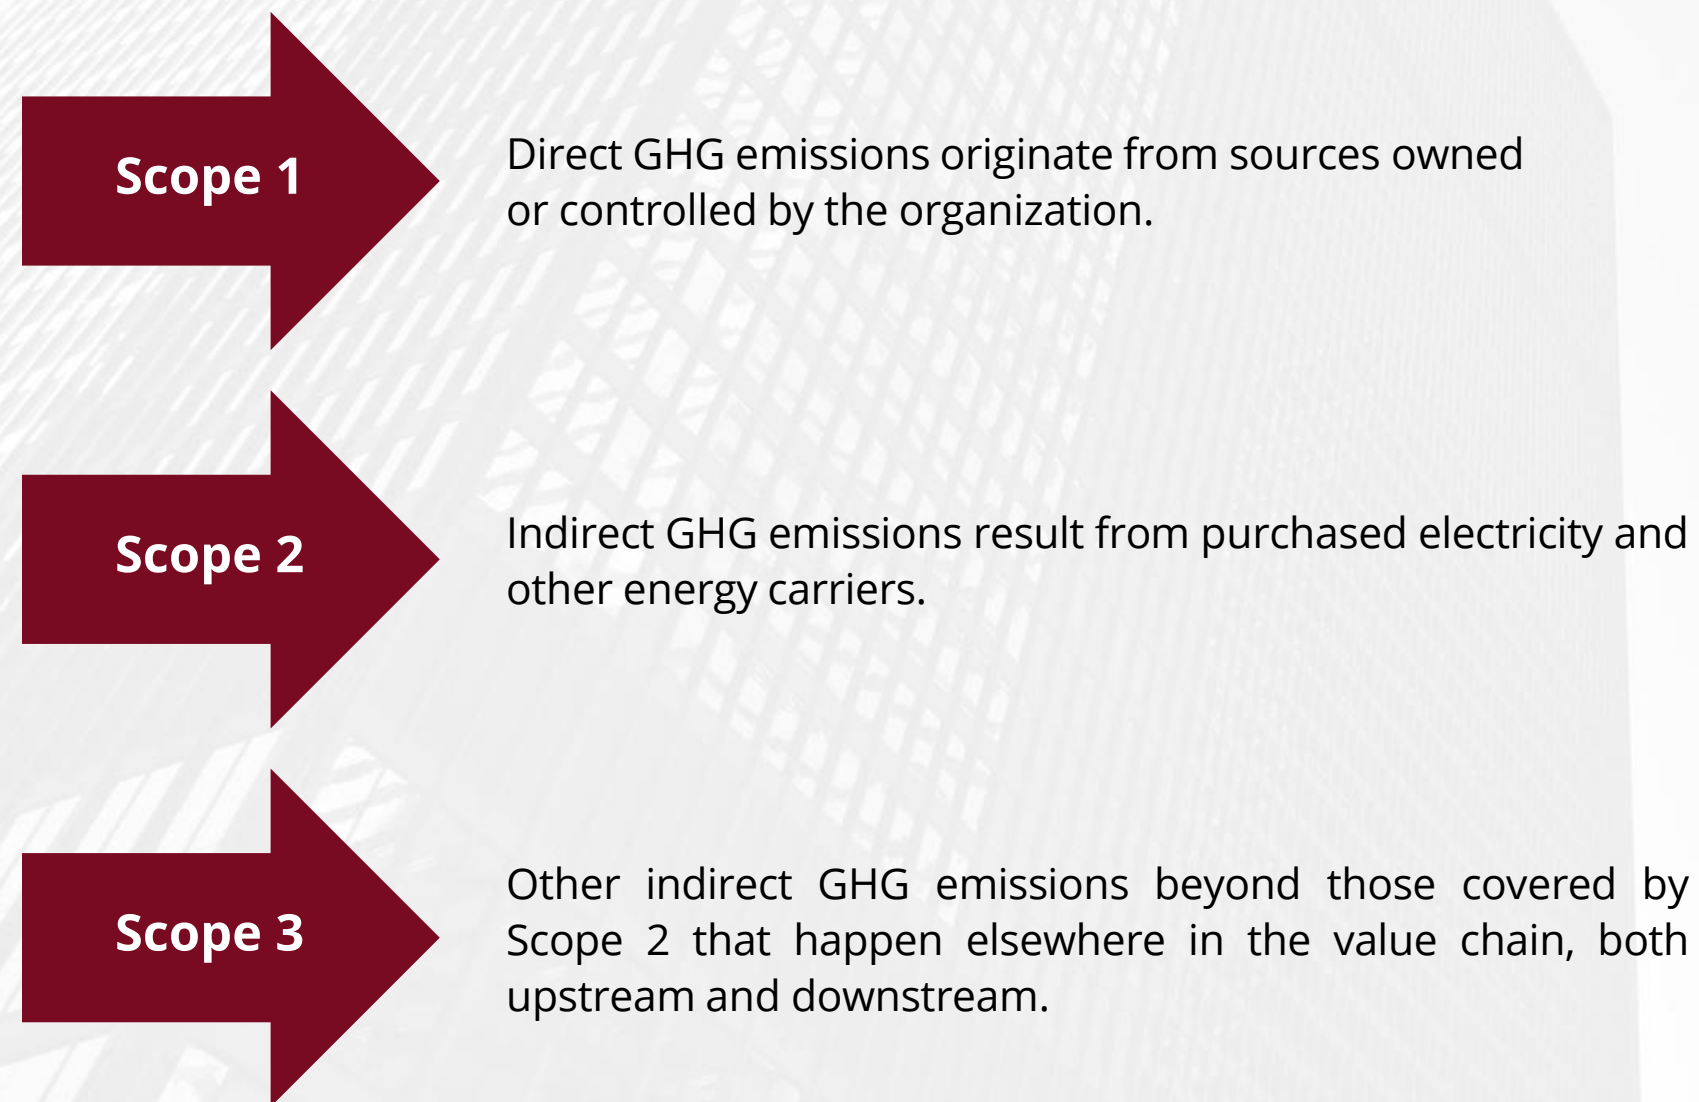 Scope 1
Direct GHG emissions originate from sources owned
or controlled by the organization.
Scope 2
Indirect GHG emissions result from purchased electricity and
other energy carriers.
Scope 3
Other indirect GHG emissions beyond those covered by
Scope 2 that happen elsewhere in the value chain, both
upstream and downstream.